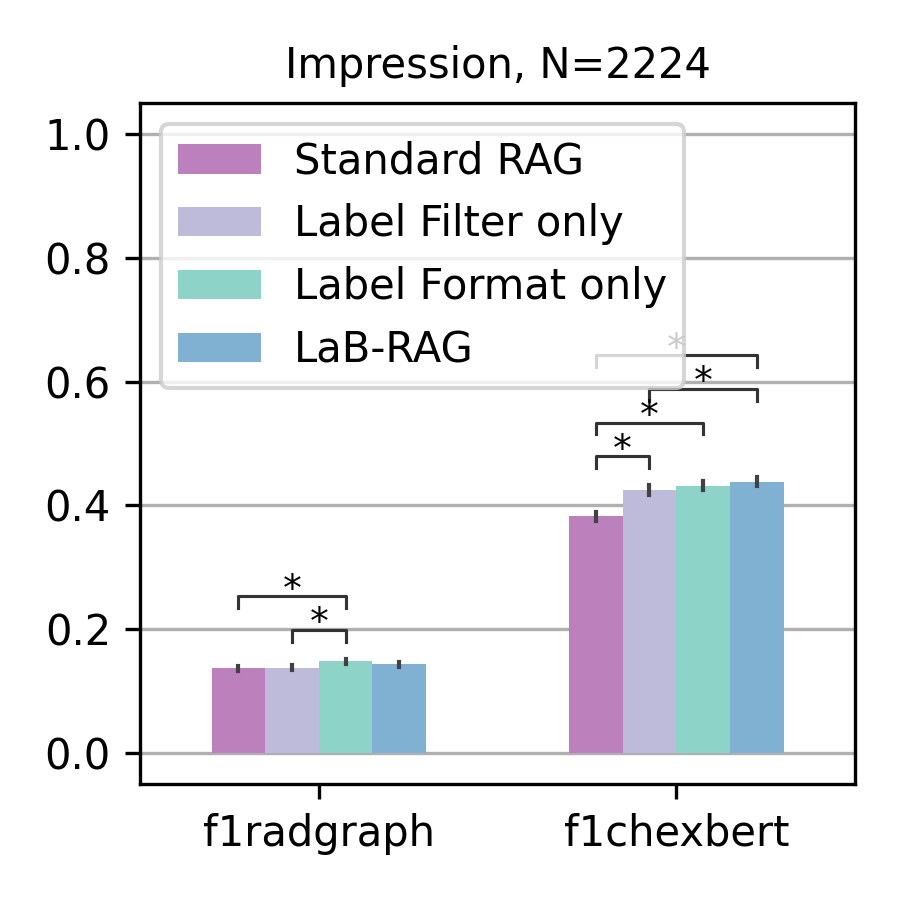 Impression, N=2224
1.0
0.8
0.6
0.4
0.2
0.0
Standard RAG
Label Filter only
Label Format only
LaB-RAG
*
*
*
*
*
*
f1radgraph
f1chexbert